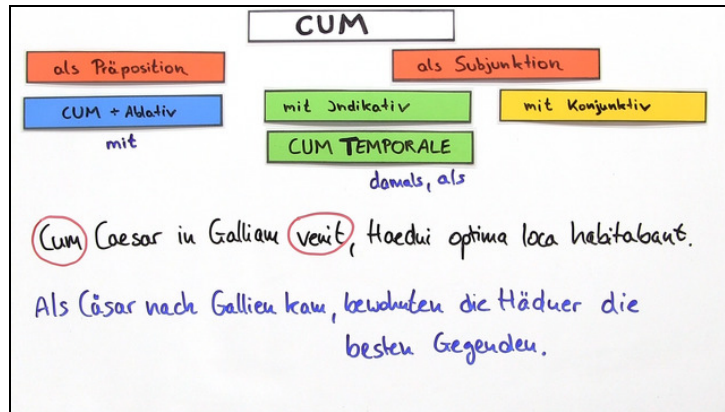 CUM
als Präposition als Subjunktion
CUM + Ablativ mit Indikativ mit Konjunktiv
mit CUM TEMPORALE
damals, als
Cum Caesar in Galliam venit, Haedui optima loca habitabant.
Als Cäsar nach Gallien kam, bewohnten die Häduer die
besten Gegenden.